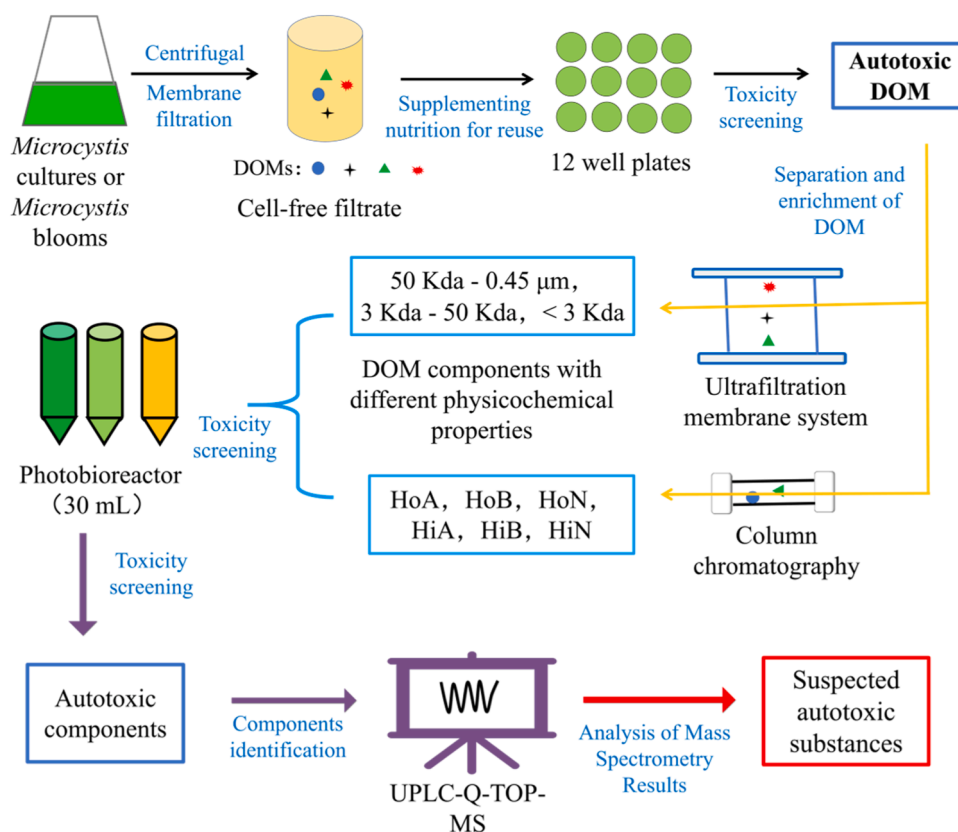 Centrifugal
Membrane
filtration
Supplementing
nutrition for reuse
Toxicity
screening
Autotoxic
DOM
Microcystis
cultures or
Microcystis
blooms
DOMs：
Cell-free filtrate
12 well plates
Separation and
enrichment of
DOM
50 Kda - 0.45 μm，
3 Kda - 50 Kda，< 3 Kda
Ultrafiltration
membrane system
DOM components with
different physicochemical
properties
Toxicity
screening
Photobioreactor
（30 mL）
HoA，HoB，HoN，
HiA，HiB，HiN
Column
chromatography
Toxicity
screening
Autotoxic
components
Components
identification
UPLC-Q-TOP-
MS
Analysis of Mass
Spectrometry
Results
Suspected
autotoxic
substances